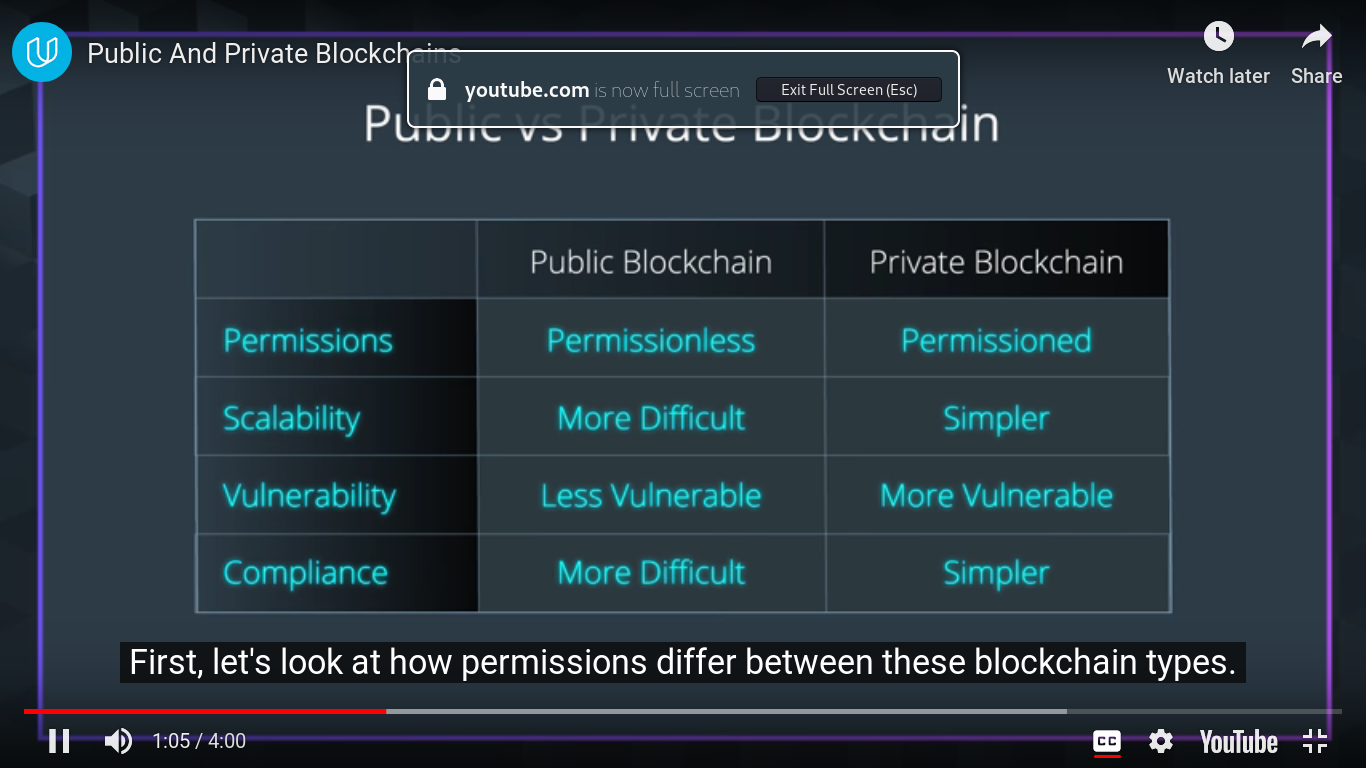 Public And Private Blockchains
Watch later
Share
youtube.com is now full screen
Exit Full Screen (Esc)
Public vs Private Blockchain
Public Blockchain
Private Blockchain
Permissions
Permissionless
Permissioned
Scalability
More Difficult
Simpler
Vulnerability
Less Vulnerable
More Vulnerable
Compliance
More Difficult
Simpler
First, let's look at how permissions differ between these blockchain types.
1:05 / 4:00
CC
YouTube